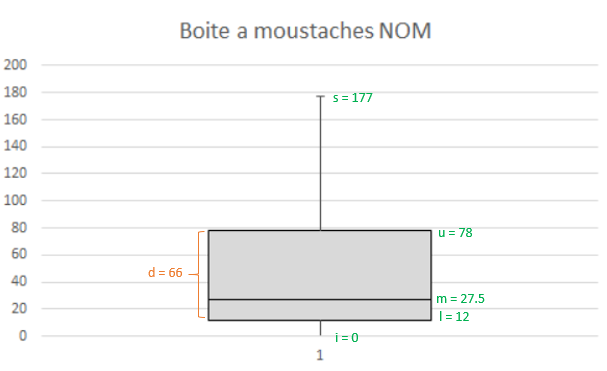 Boite a moustaches NOM
200
180
s = 177
160
140
120
100
80
u = 78
60
d = 66
40
m = 27.5
20
l = 12
0
i = 0
1